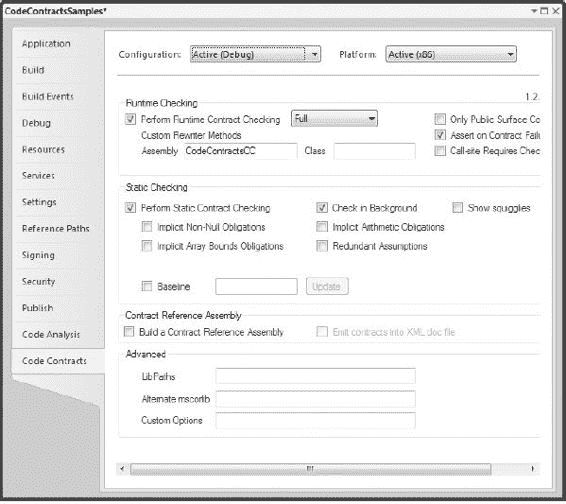 CodeContractsSamples*
Application
Build
Build Events
Debug
Resources
Services
Settings
Reference Paths
Signing
Security
Publish
Code Analysis
Code Contracts
Configuration: Active (Debug) Platform: Active (x86)
1.2.
Runtime Checking
Perform Runtime Contract Checking Full Only Public Surface Co
Custom Rewriter Methods Assert on Contract Failu
Assembly CodeContractsCC Class Call-site Requires Chec
Static Checking
Perform Static Contract Checking Check in Background Show squigglies
Implicit Non-Null Obligations Implicit Arithmetic Obligations
Implicit Array Bounds Obligations Redundant Assumptions
Baseline Update
Contract Reference Assembly
Build a Contract Reference Assembly Emit contracts into XML doc file
Advanced
LibPaths
Alternate mscorlib
Custom Options